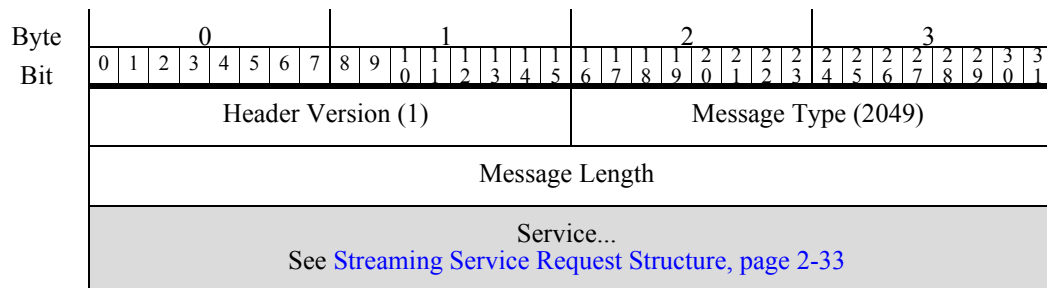 Byte 0 1 2 3
Bit 0 1 2 3 4 5 6 7 8 9 10 11 12 13 14 15 16 17 18 19 20 21 22 23 24 25 26 27 28 29 30 31
Header Version (1) Message Type (2049)
Message Length
Service...
See Streaming Service Request Structure, page 2-33